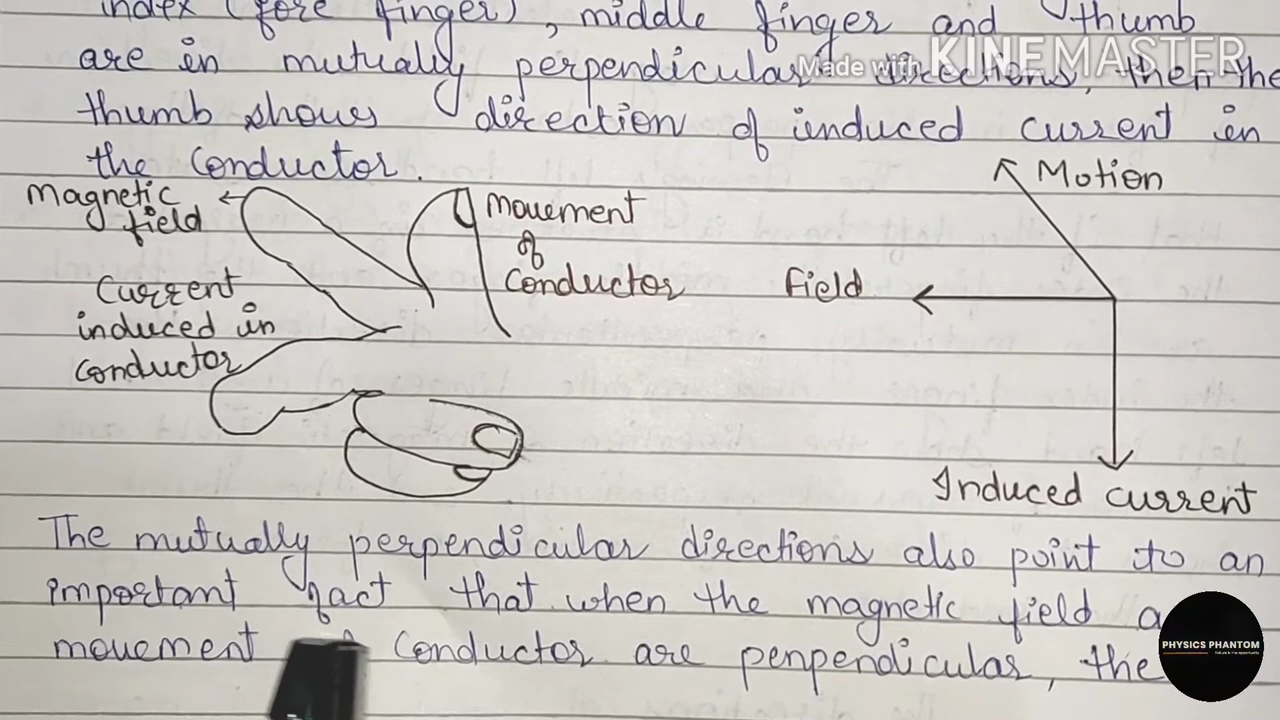 index (fore finger), middle finger and thumb
are in mutually perpendicular directions, then the
thumb shows direction of induced current in
the conductor.
Made with KINEMASTER
Magnetic
field
Movement
of
Conductor
Current
induced in
conductor
Motion
Field
Induced current
The mutually perpendicular directions also point to an
important fact that when the magnetic field
movement conductor are penpendicular, the
PHYSICS PHANTOM